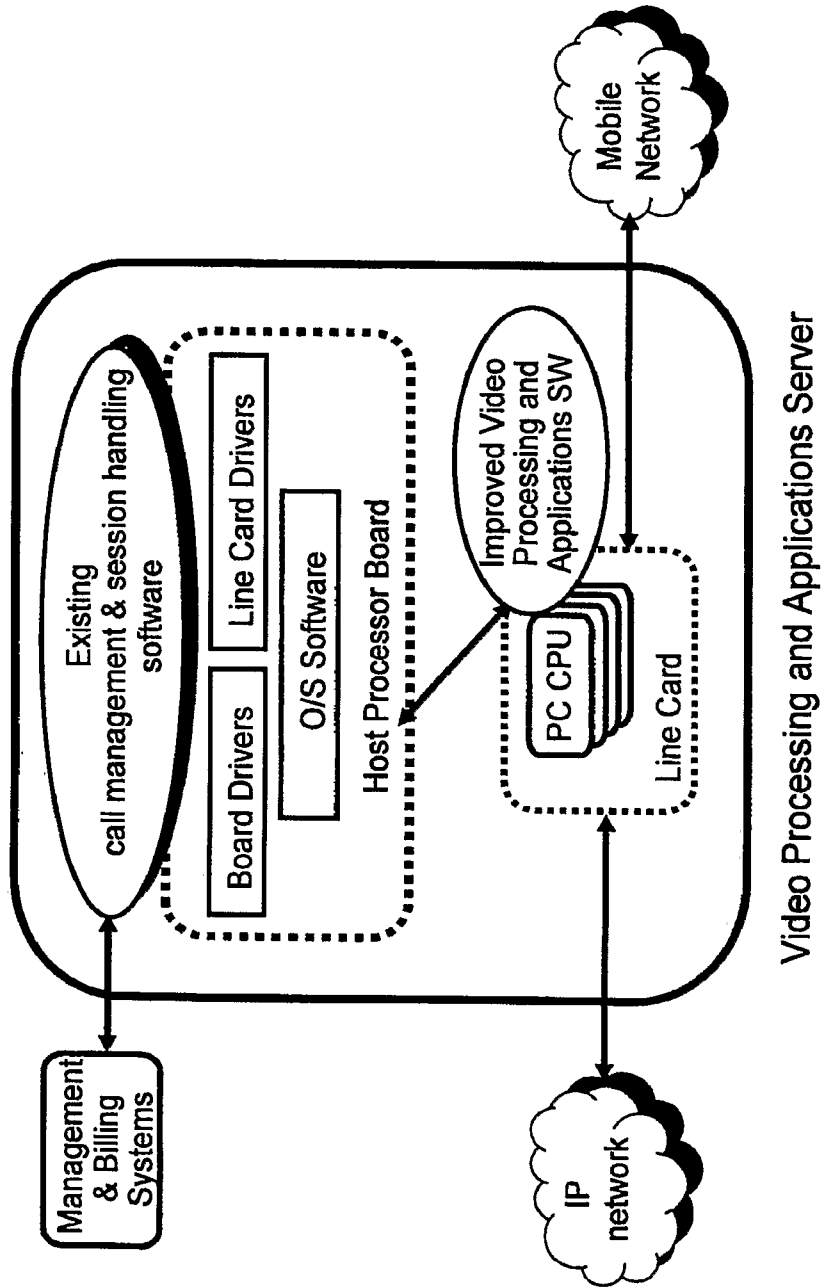 Management
& Billing
Systems
Existing
call management & session handling
software
Board Drivers
Line Card Drivers
O/S Software
Host Processor Board
IP
network
PC CPU
Line Card
Improved Video
Processing and
Applications SW
Mobile
Network
Video Processing and Applications Server